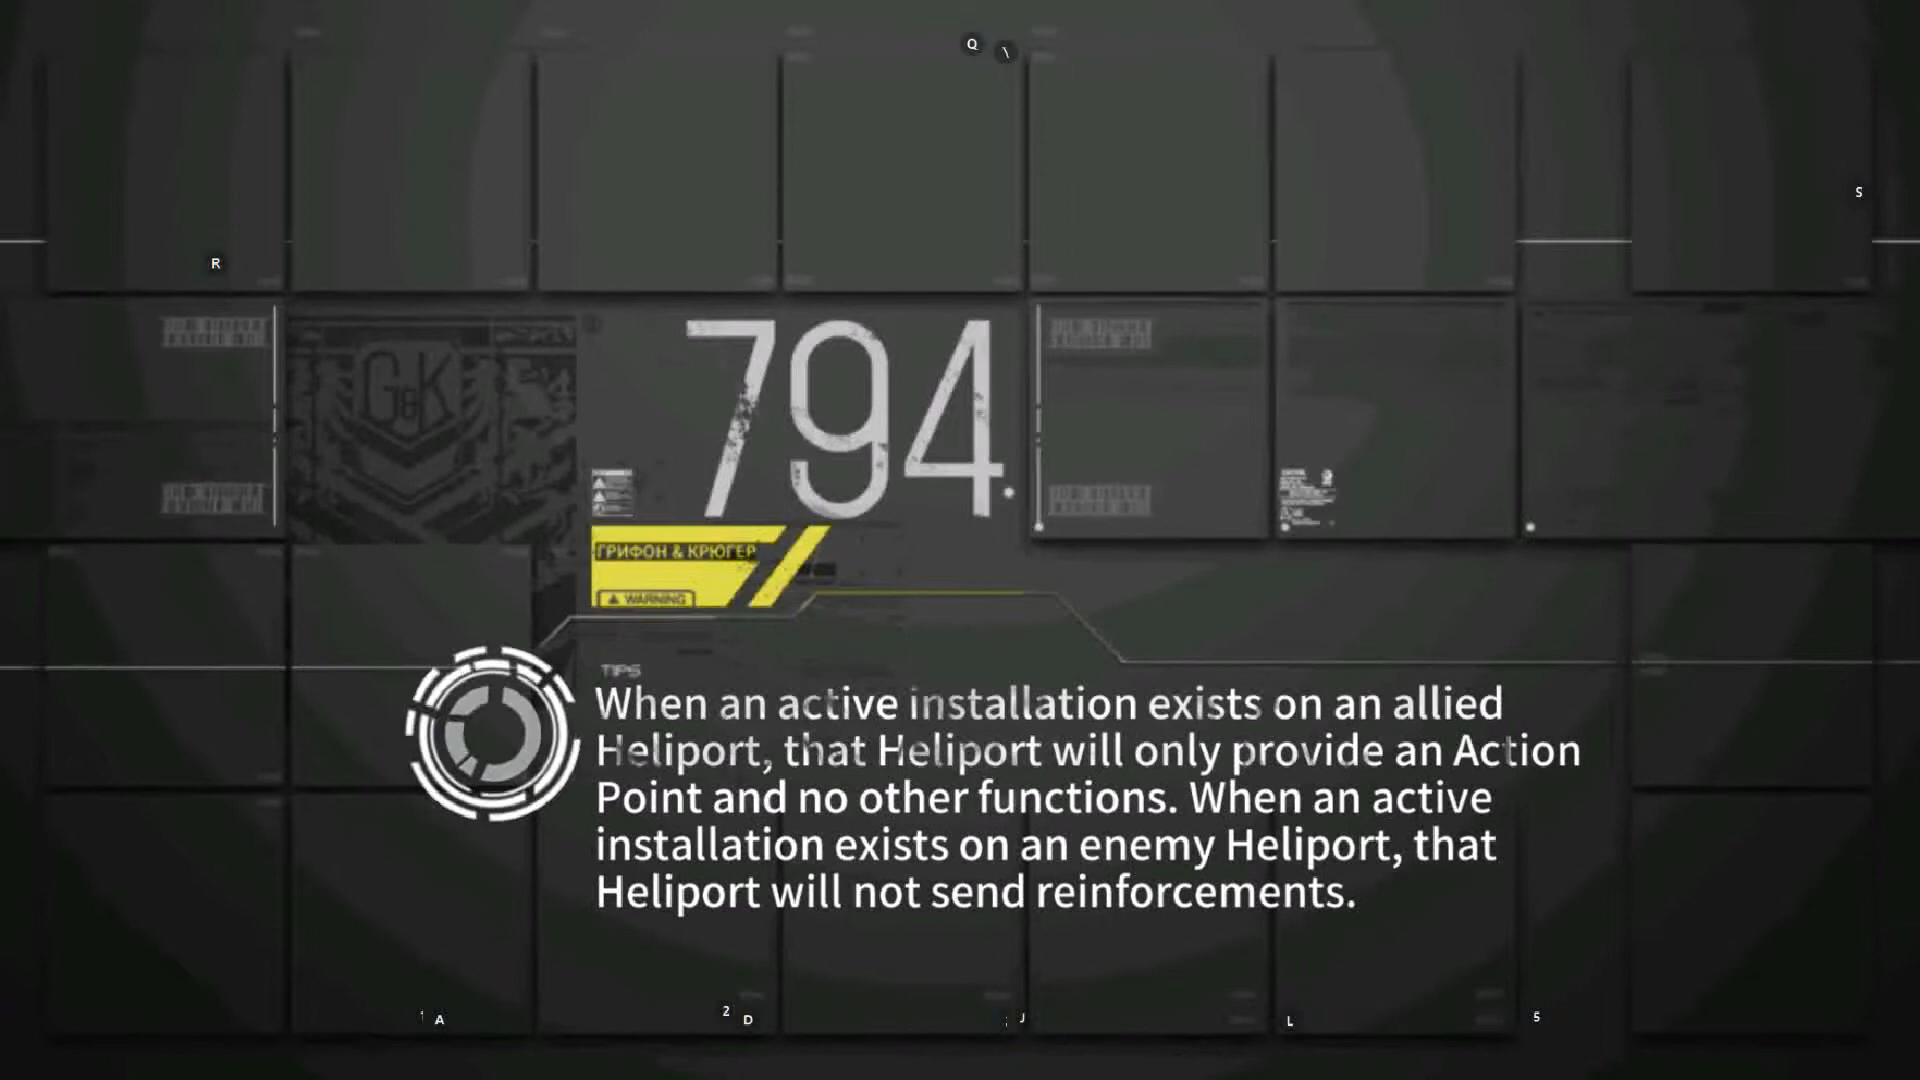 Q
\
S
R
G&K
794.
ГРИФОН & КРЮГЕР
WARNING
TIPS
When an active installation exists on an allied
Heliport, that Heliport will only provide an Action
Point and no other functions. When an active
installation exists on an enemy Heliport, that
Heliport will not send reinforcements.
A
2
D
J
L
5